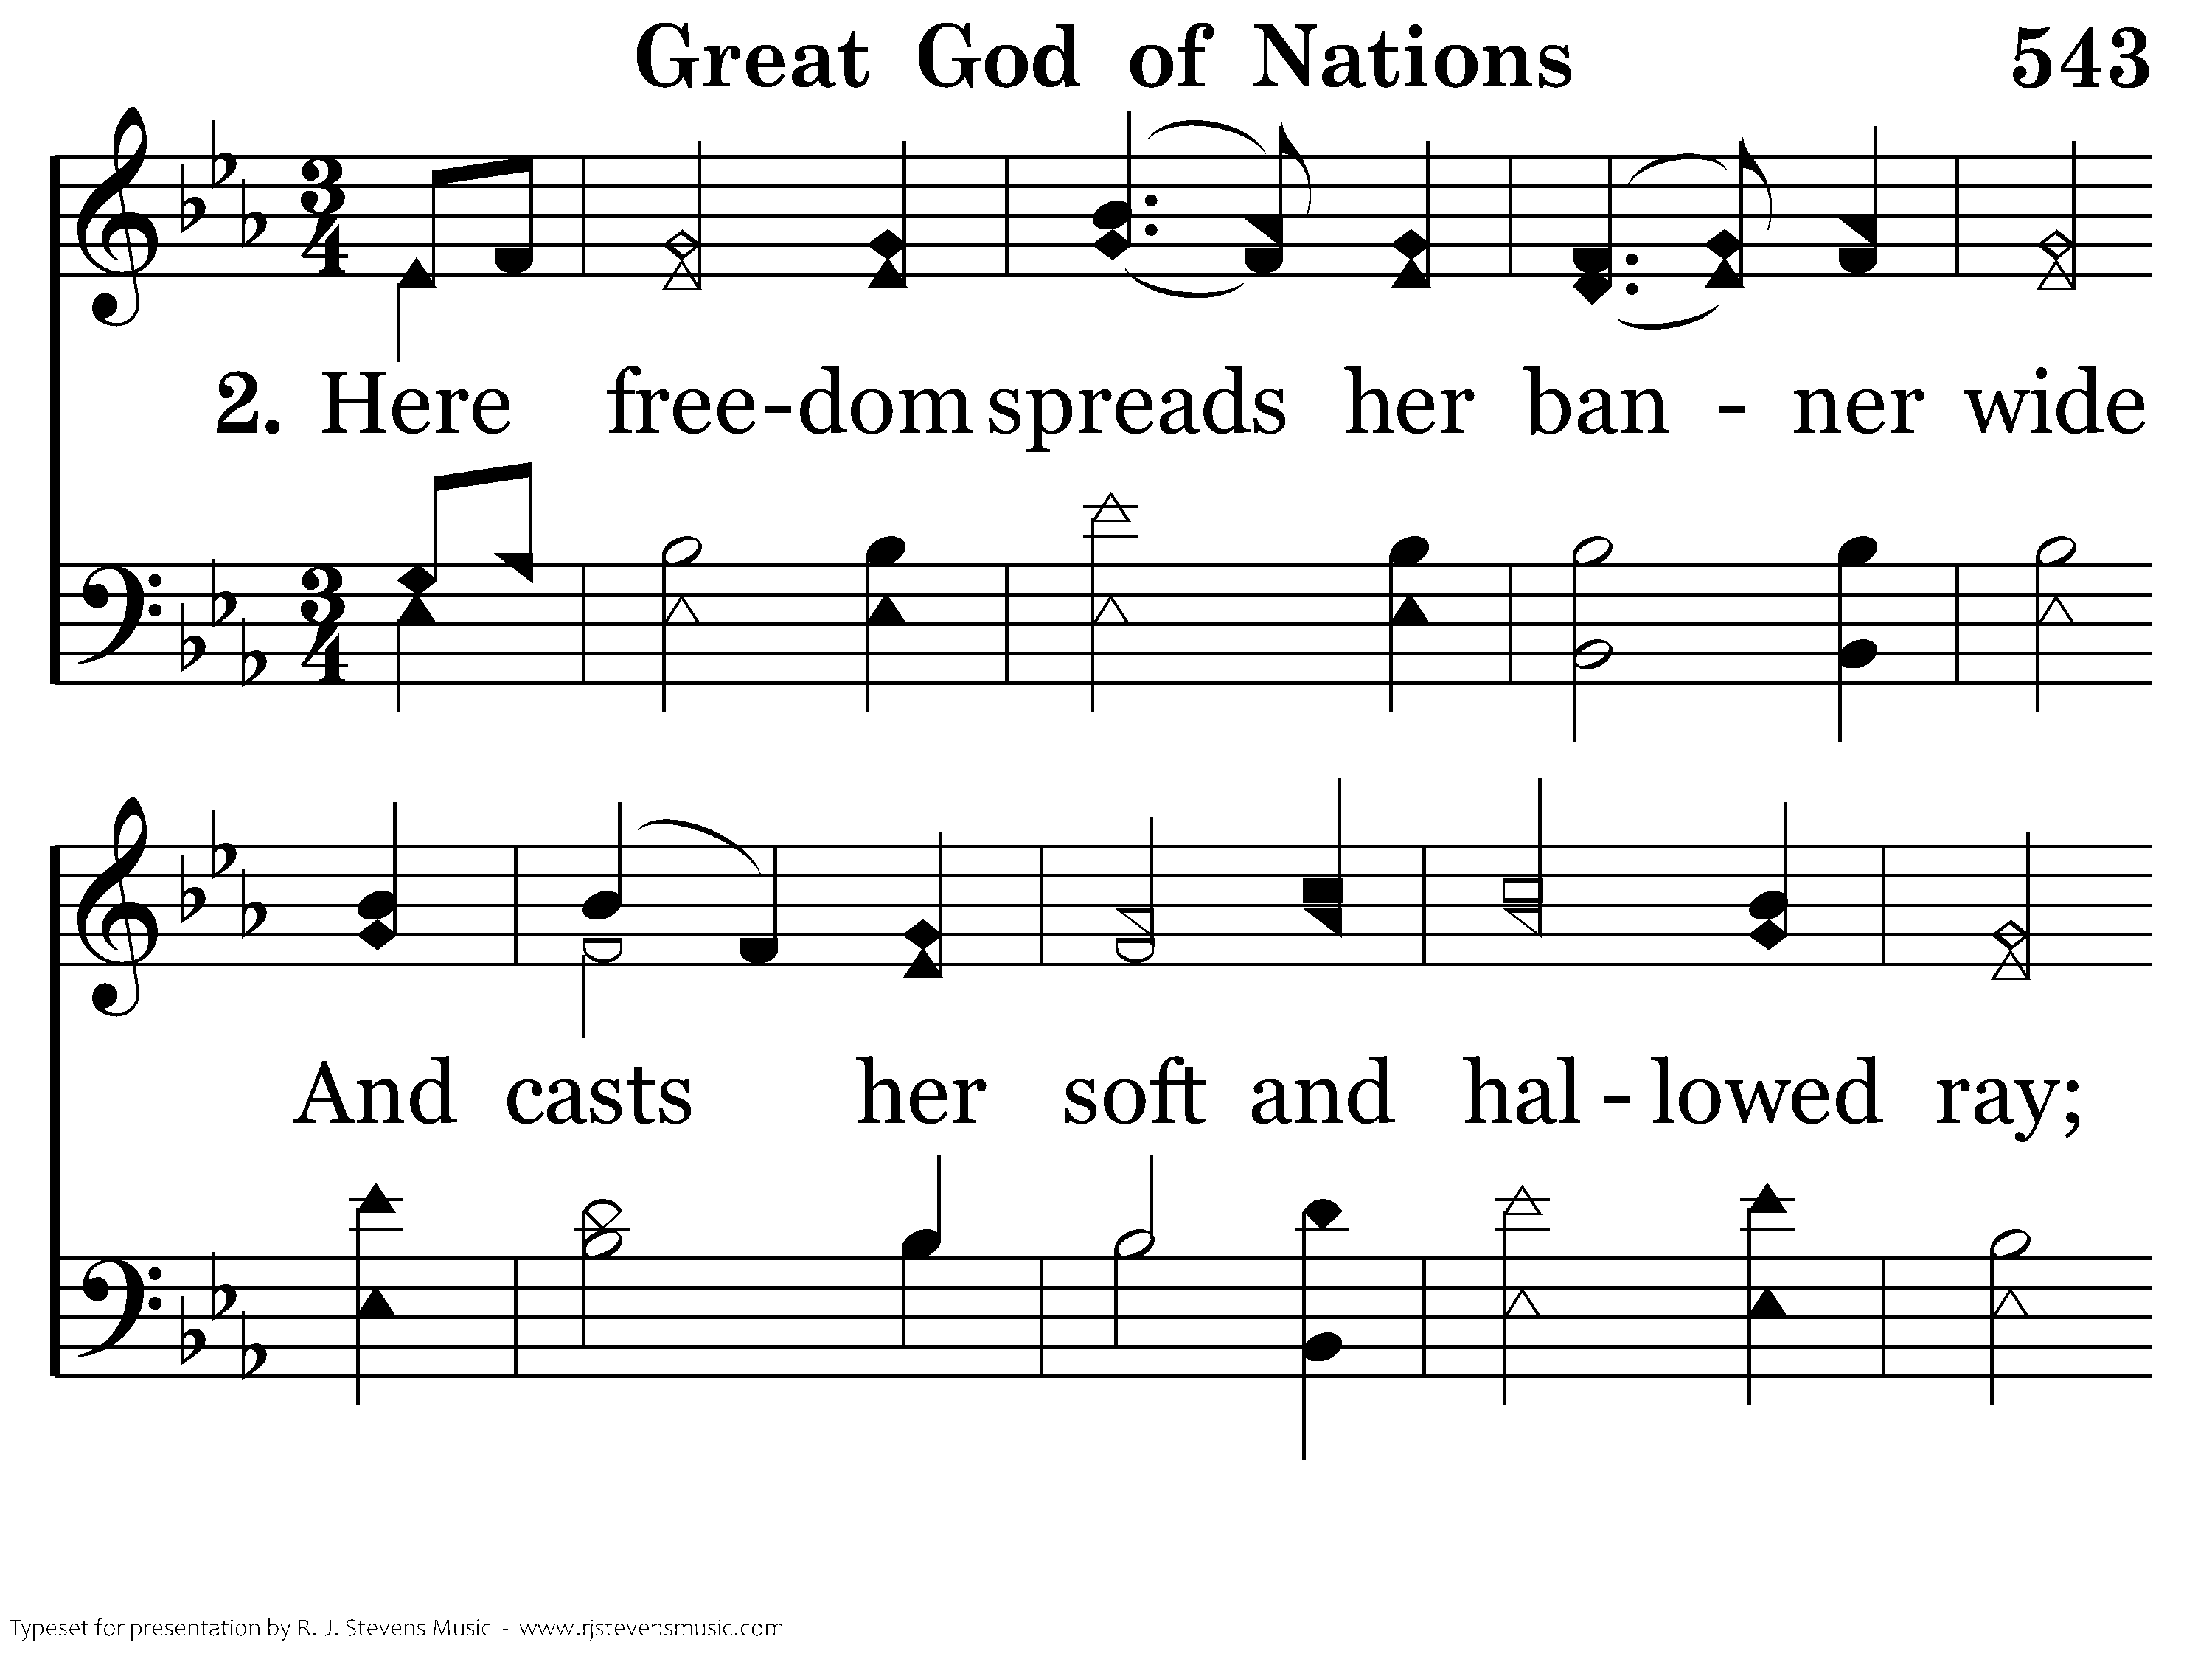 Great God of Nations 543
2. Here free-dom spreads her ban - ner wide
And casts her soft and hal - lowed ray;
Typeset for presentation by R. J. Stevens Music - www.rjstevensmusic.com